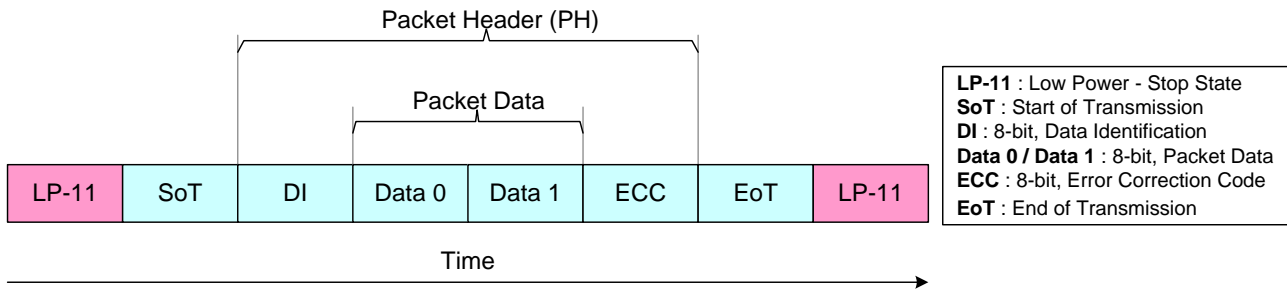 Packet Header (PH)
Packet Data
LP-11 SoT DI Data 0 Data 1 ECC EoT LP-11
Time
LP-11 : Low Power - Stop State
SoT : Start of Transmission
DI : 8-bit, Data Identification
Data 0 / Data 1 : 8-bit, Packet Data
ECC : 8-bit, Error Correction Code
EoT : End of Transmission